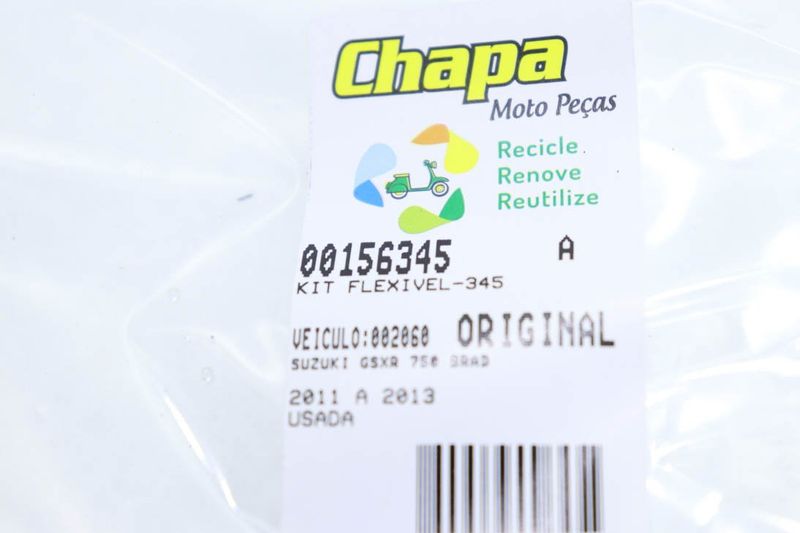 Chapa
Moto Peças
Recicle
Renove
Reutilize
00156345 A
KIT FLEXIVEL-345
VEICULO:002060 ORIGINAL
SUZUKI GSXR 750 SRAD
2011 A 2013
USADA